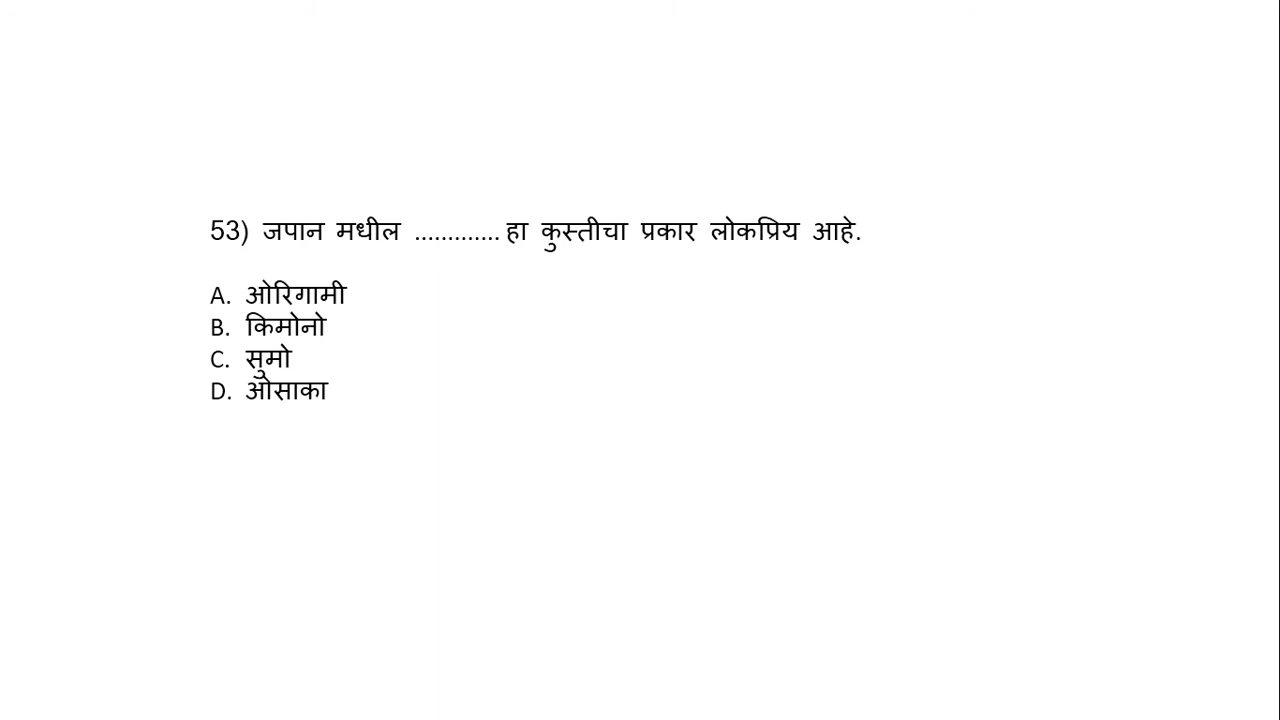 53) जपान मधील ............. हा कुस्तीचा प्रकार लोकप्रिय आहे.
A. ओरिगामी
B. किमोनो
C. सुमो
D. ओसाका